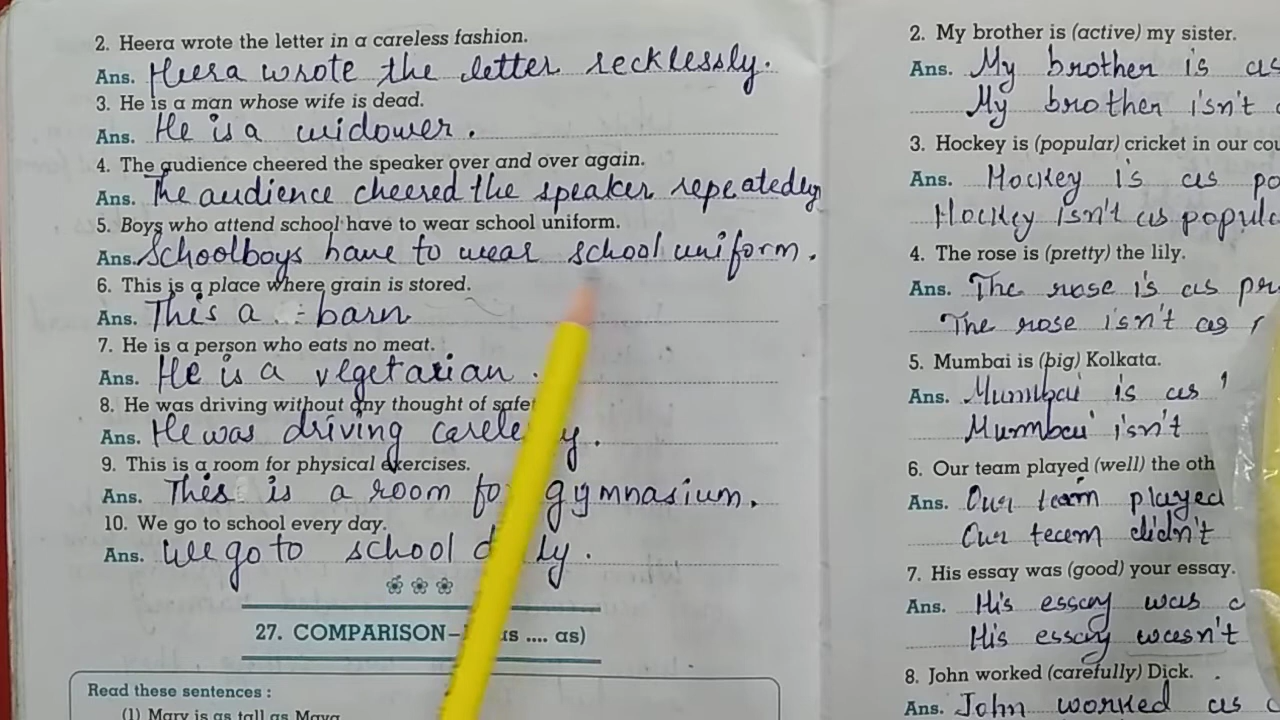 2. Heera wrote the letter in a careless fashion.
Ans. Heera wrote the letter recklessly.
3. He is a man whose wife is dead.
Ans. He is a widower.
4. The audience cheered the speaker over and over again.
Ans. The audience cheered the speaker repeatedly
5. Boys who attend school have to wear school uniform.
Ans. Schoolboys have to wear school uniform.
6. This is a place where grain is stored.
Ans. This a barn
7. He is a person who eats no meat.
Ans. He is a vegetarian.
8. He was driving without any thought of
Ans. He was driving
9. This is a room for physical exercises.
Ans. This is a room gymnasium.
10. We go to school every day.
Ans. We go to school
27. COMPARISON– as .... as)
Read these sentences :
(1) Mary is as tall as Maya
2. My brother is (active) my sister.
Ans. My brother is as
My brother isn't
3. Hockey is (popular) cricket in our
Ans. Hockey is as
Hockey isn't as
4. The rose is (pretty) the lily.
Ans. The rose is as
The rose isn't as
5. Mumbai is (big) Kolkata.
Ans. Mumbai is as
Mumbai isn't
6. Our team played (well) the
Ans. Our team played
Our team didn't
7. His essay was (good) your essay.
Ans. His essay was
His essay wasn't
8. John worked (carefully) Dick.
Ans. John worked as